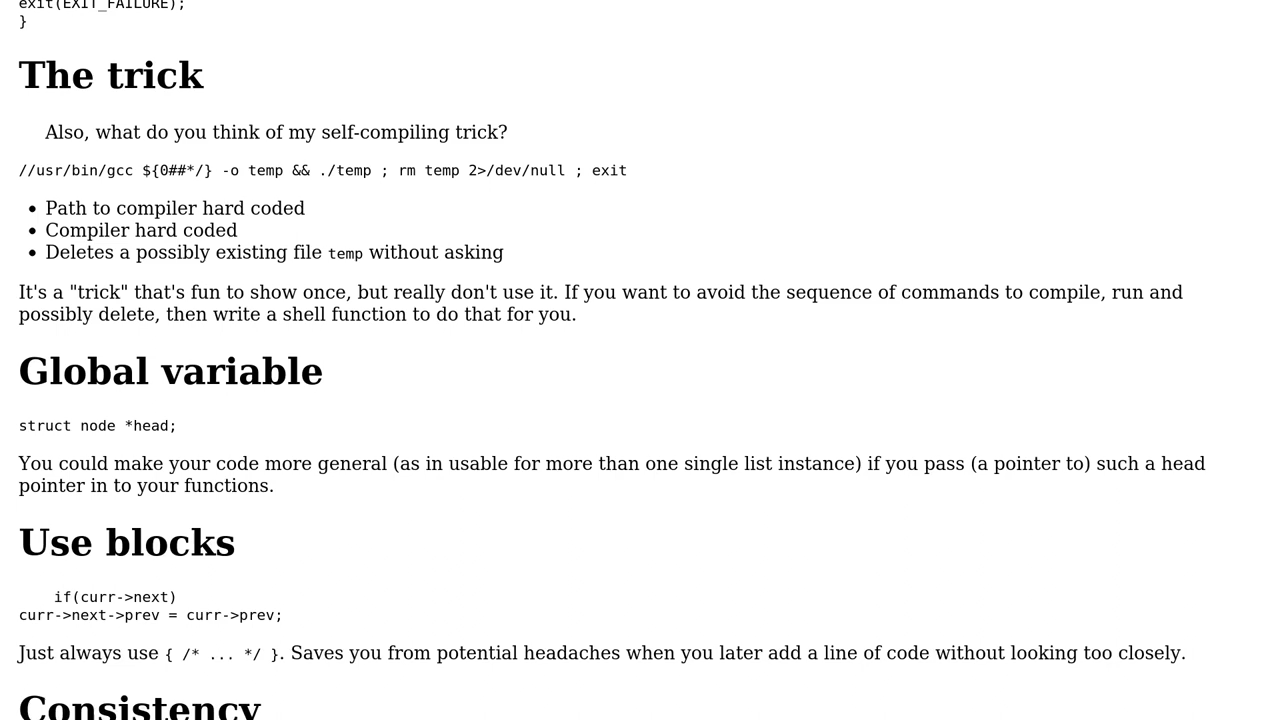 exit(EXIT_FAILURE);
}
The trick
Also, what do you think of my self-compiling trick?
//usr/bin/gcc ${0##*/} -o temp && ./temp ; rm temp 2>/dev/null ; exit
• Path to compiler hard coded
• Compiler hard coded
• Deletes a possibly existing file temp without asking
It's a "trick" that's fun to show once, but really don't use it. If you want to avoid the sequence of commands to compile, run and
possibly delete, then write a shell function to do that for you.
Global variable
struct node *head;
You could make your code more general (as in usable for more than one single list instance) if you pass (a pointer to) such a head
pointer in to your functions.
Use blocks
if(curr->next)
curr->next->prev = curr->prev;
Just always use { /* ... */ }. Saves you from potential headaches when you later add a line of code without looking too closely.
Consistency